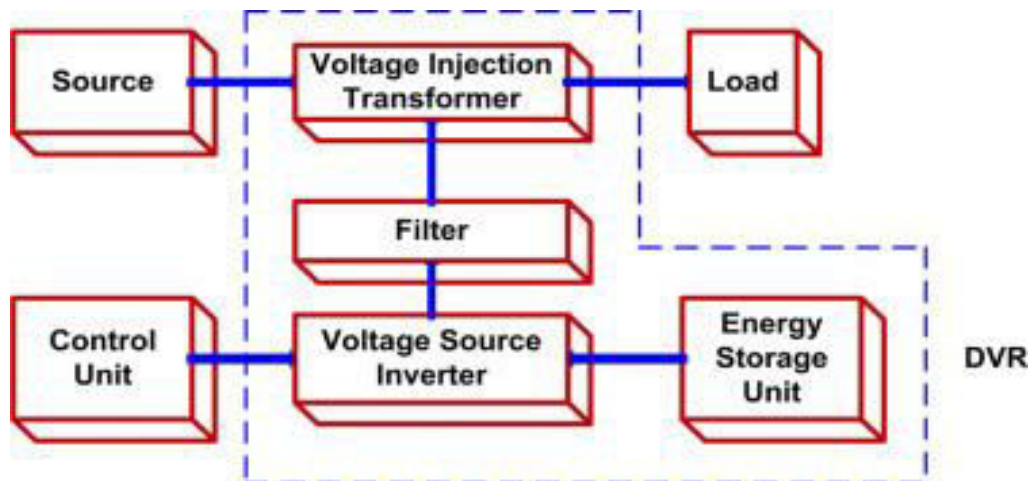 Source
Voltage Injection
Transformer
Load
Filter
Control
Unit
Voltage Source
Inverter
Energy
Storage
Unit
DVR